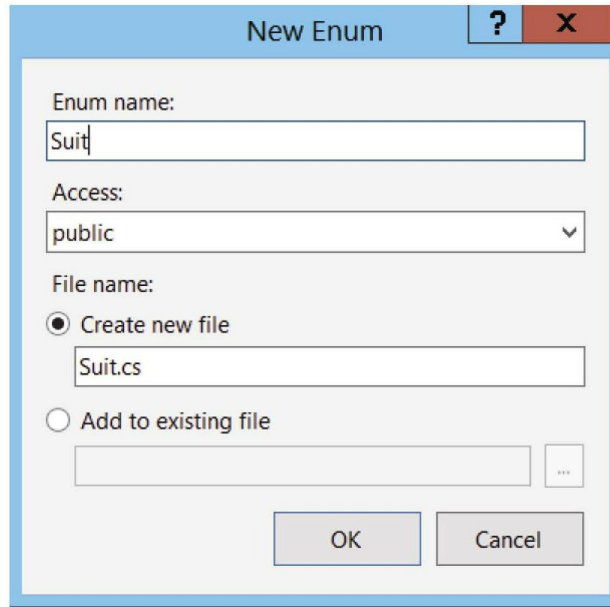 New Enum
? X
Enum name:
Suit
Access:
public
File name:
Create new file
Suit.cs
Add to existing file
...
OK Cancel